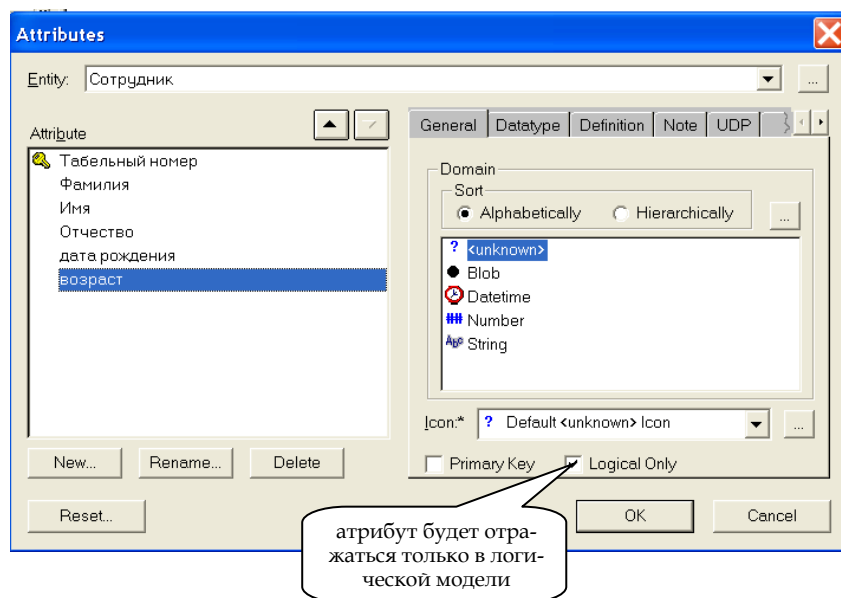 Attributes
Entity: Сотрудник ...
Attribute
Табельный номер
Фамилия
Имя
Отчество
дата рождения
возраст
New... Rename... Delete
Reset...
General Datatype Definition Note UDP
Domain
Sort
Alphabetically Hierarchically ...
? <unknown>
Blob
Datetime
Number
Abc String
Icon:* ? Default <unknown> Icon ...
Primary Key Logical Only
OK Cancel
атрибут будет отра-
жаться только в логи-
ческой модели